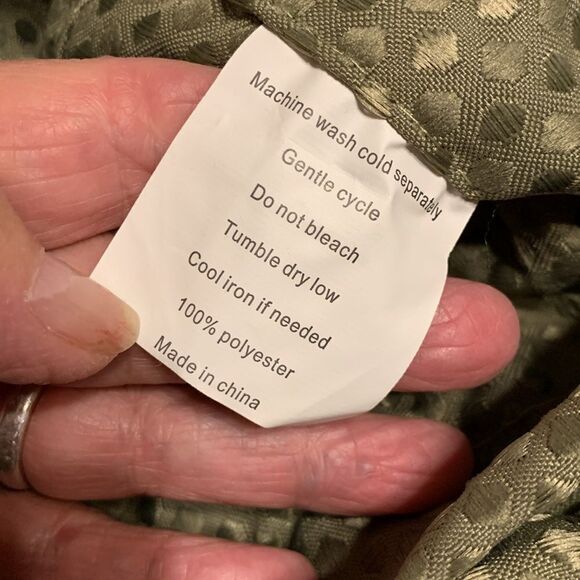 Machine wash cold separately
Gentle cycle
Do not bleach
Tumble dry low
Cool iron if needed
100% polyester
Made in china